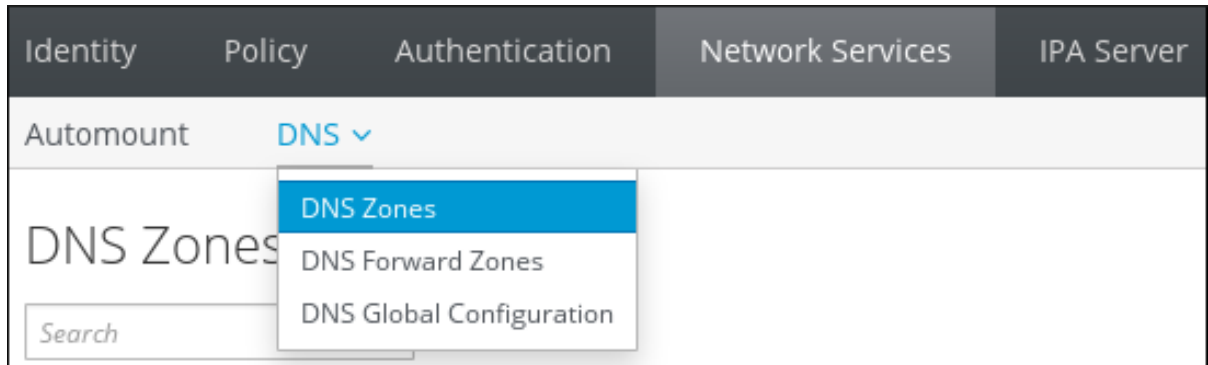 Identity Policy Authentication Network Services IPA Server
Automount DNS
DNS Zones
DNS Zones
DNS Forward Zones
DNS Global Configuration
Search